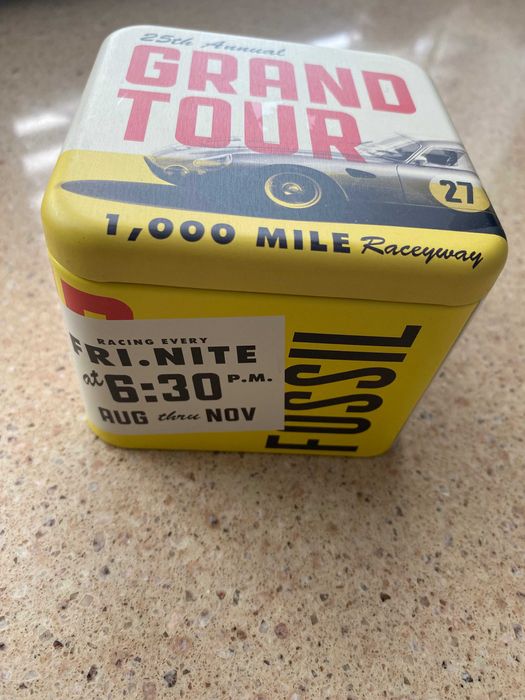 25th Annual
GRAND
TOUR
27
1,000 MILE Raceyway
RACING EVERY
FRI.NITE
at 6:30 P.M.
AUG thru NOV
FOSSIL